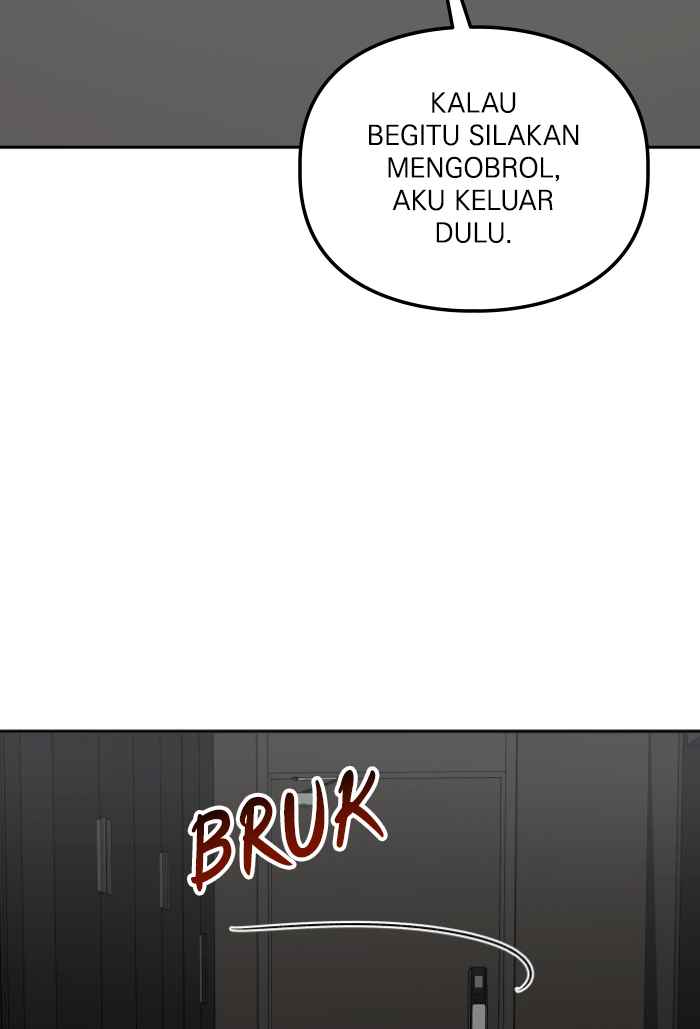 KALAU
BEGITU SILAKAN
MENGOBROL,
AKU KELUAR
DULU.
BRUK